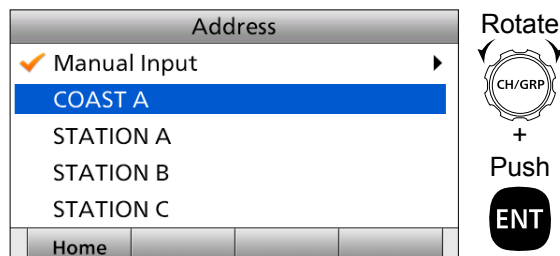 Address
Manual Input
COAST A
STATION A
STATION B
STATION C
Home
Rotate
CH/GRP
+
Push
ENT